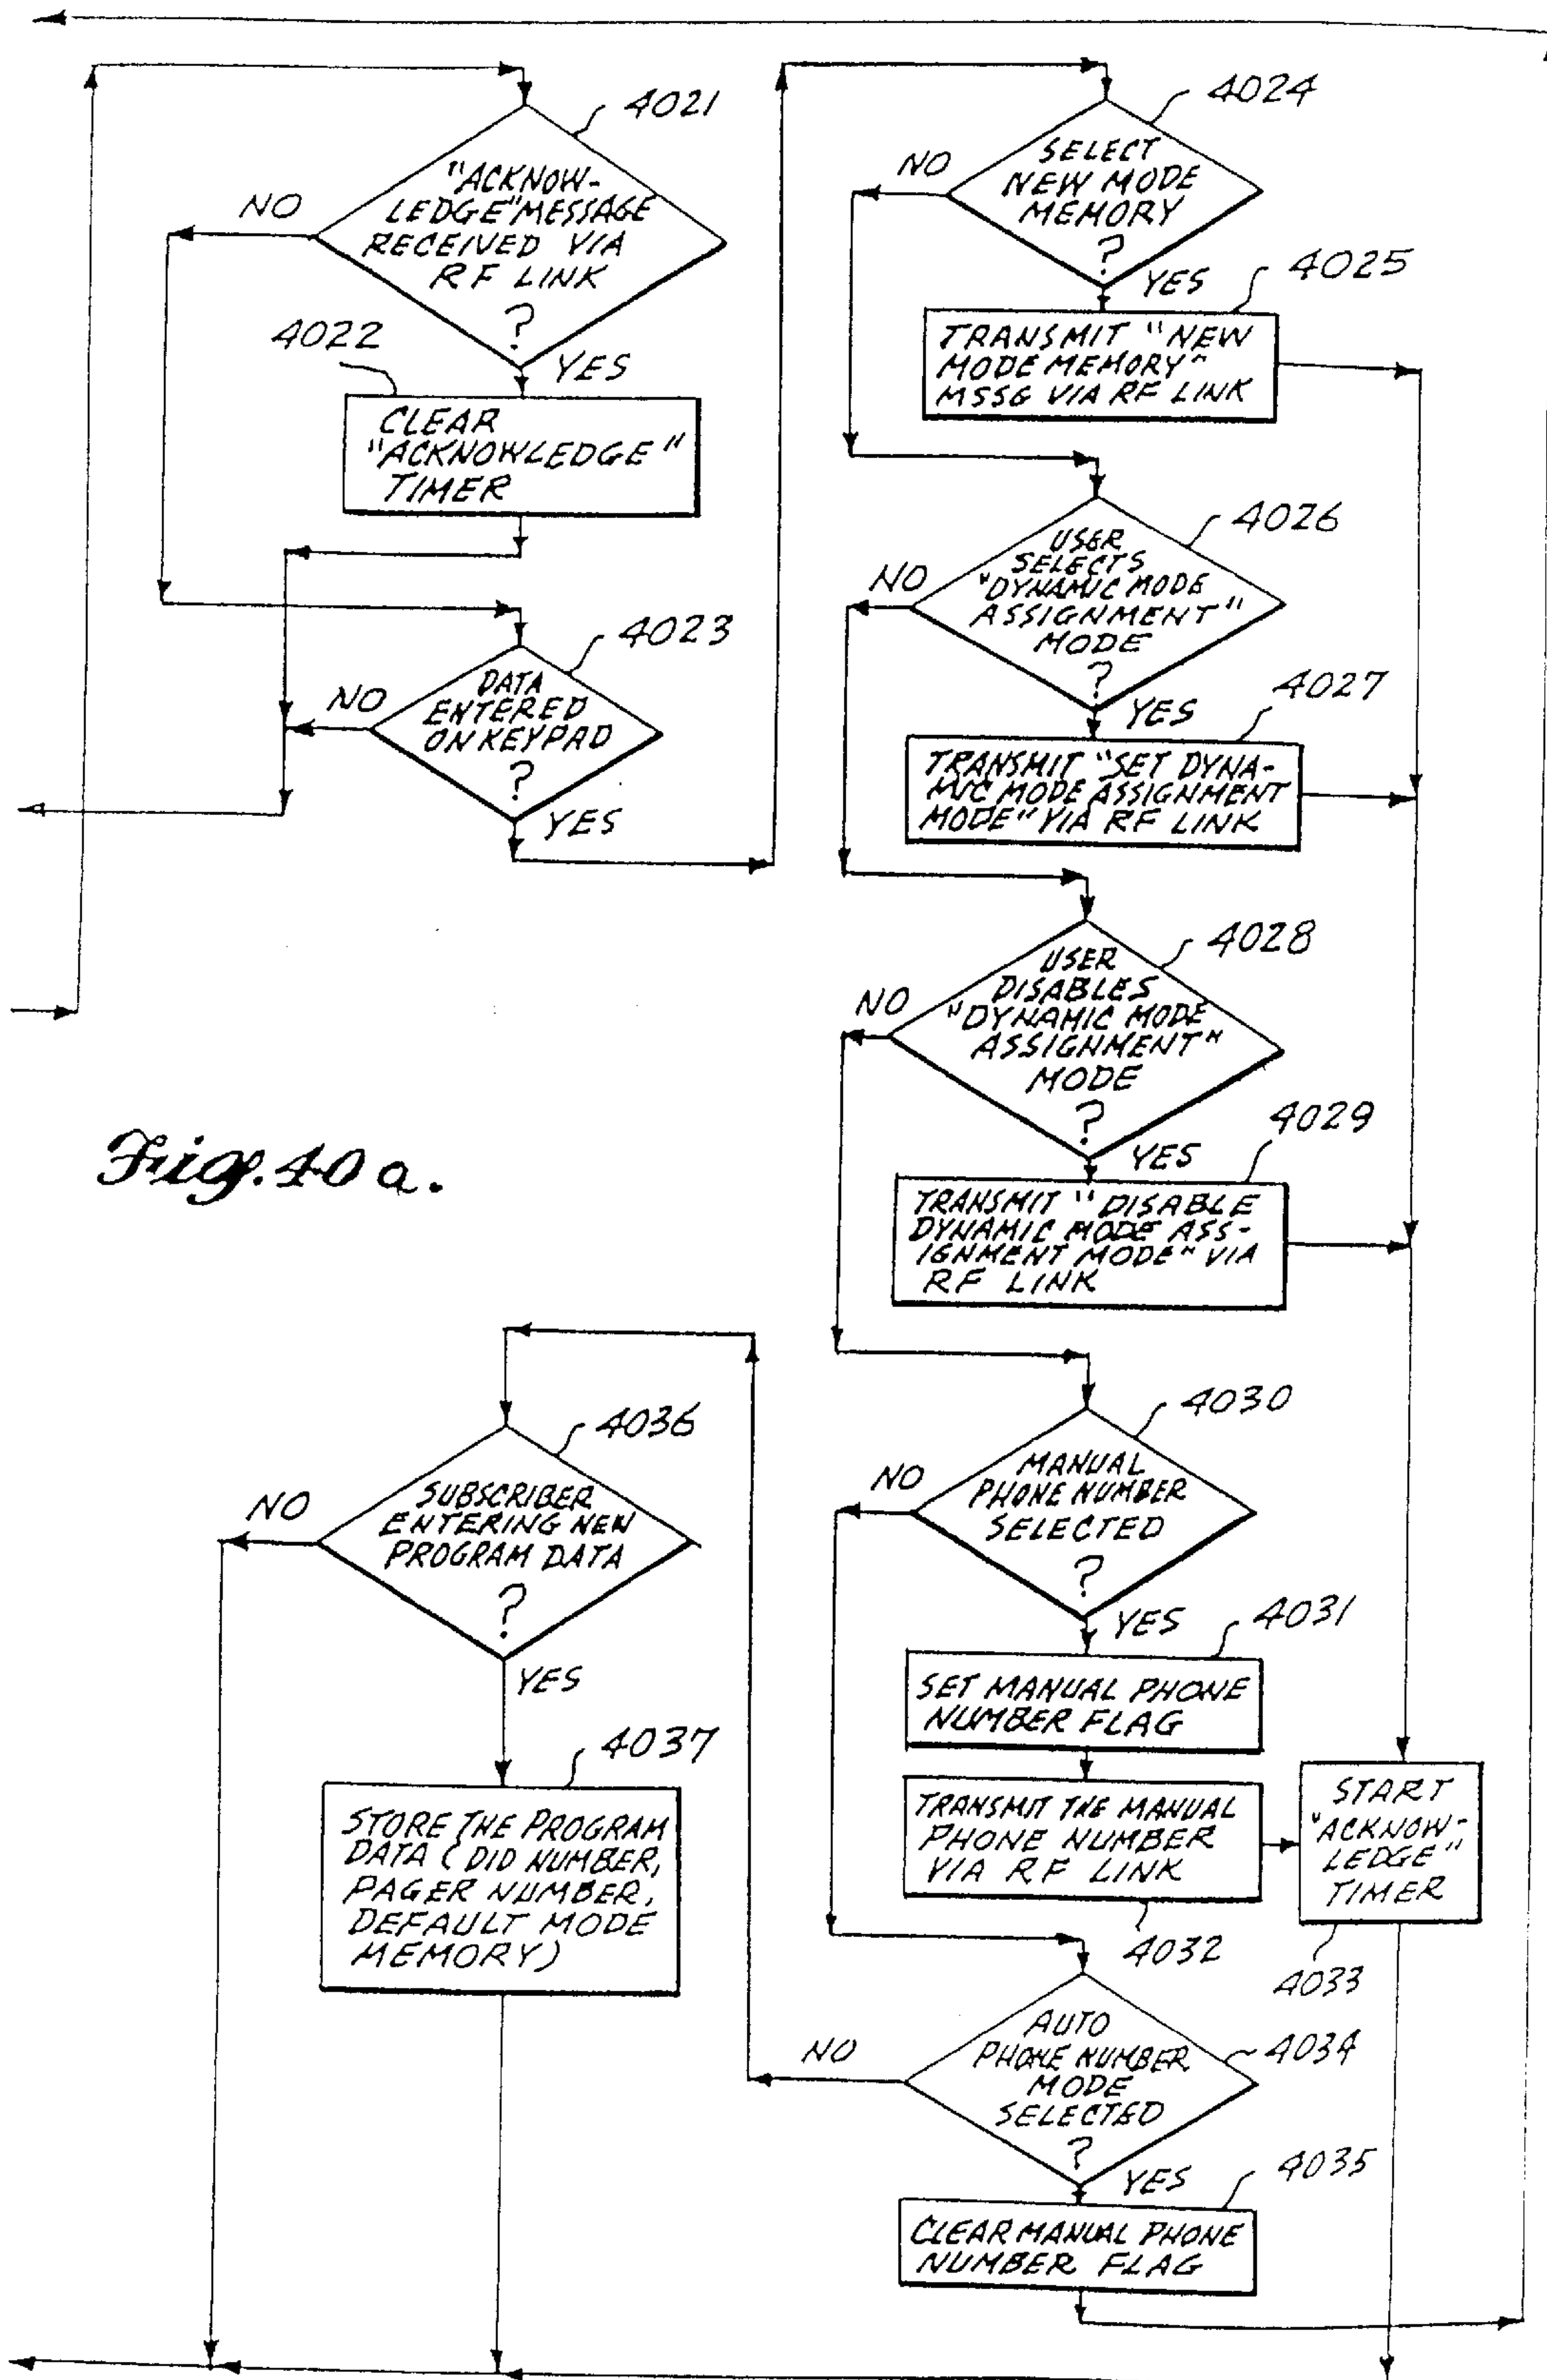 4021
"ACKNOW-
LEDGE" MESSAGE
RECEIVED VIA
RF LINK
?
NO
YES
4022
CLEAR
"ACKNOWLEDGE"
TIMER
4023
DATA
ENTERED
ON KEYPAD
?
NO
YES
4024
SELECT
NEW MODE
MEMORY
?
NO
YES
4025
TRANSMIT "NEW
MODE MEMORY"
MSSG VIA RF LINK
4026
USER
SELECTS
"DYNAMIC MODE
ASSIGNMENT"
MODE
?
NO
YES
4027
TRANSMIT "SET DYNA-
MIC MODE ASSIGNMENT
MODE" VIA RF LINK
4028
USER
DISABLES
"DYNAMIC MODE
ASSIGNMENT"
MODE
?
NO
YES
4029
TRANSMIT "DISABLE
DYNAMIC MODE ASS-
IGNMENT MODE" VIA
RF LINK
Fig. 40a.
4030
MANUAL
PHONE NUMBER
SELECTED
?
NO
YES
4031
SET MANUAL PHONE
NUMBER FLAG
TRANSMIT THE MANUAL
PHONE NUMBER
VIA RF LINK
4032
START
"ACKNOW-
LEDGE"
TIMER
4033
AUTO
PHONE NUMBER
MODE
SELECTED
?
4034
NO
YES
4035
CLEAR MANUAL PHONE
NUMBER FLAG
4036
SUBSCRIBER
ENTERING NEW
PROGRAM DATA
?
NO
YES
4037
STORE THE PROGRAM
DATA (DID NUMBER,
PAGER NUMBER,
DEFAULT MODE
MEMORY)